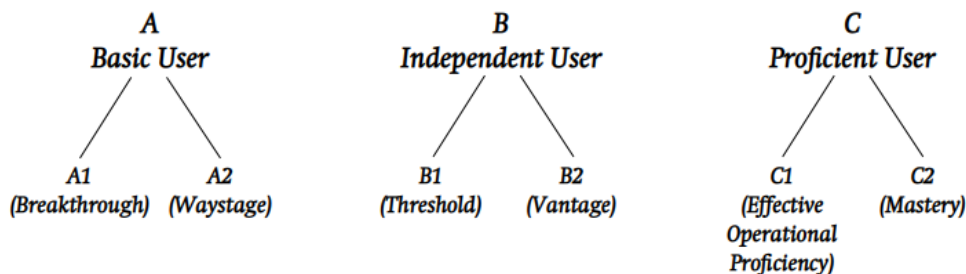 A
Basic User
B
Independent User
C
Proficient User
A1
(Breakthrough)
A2
(Waystage)
B1
(Threshold)
B2
(Vantage)
C1
(Effective
Operational
Proficiency)
C2
(Mastery)